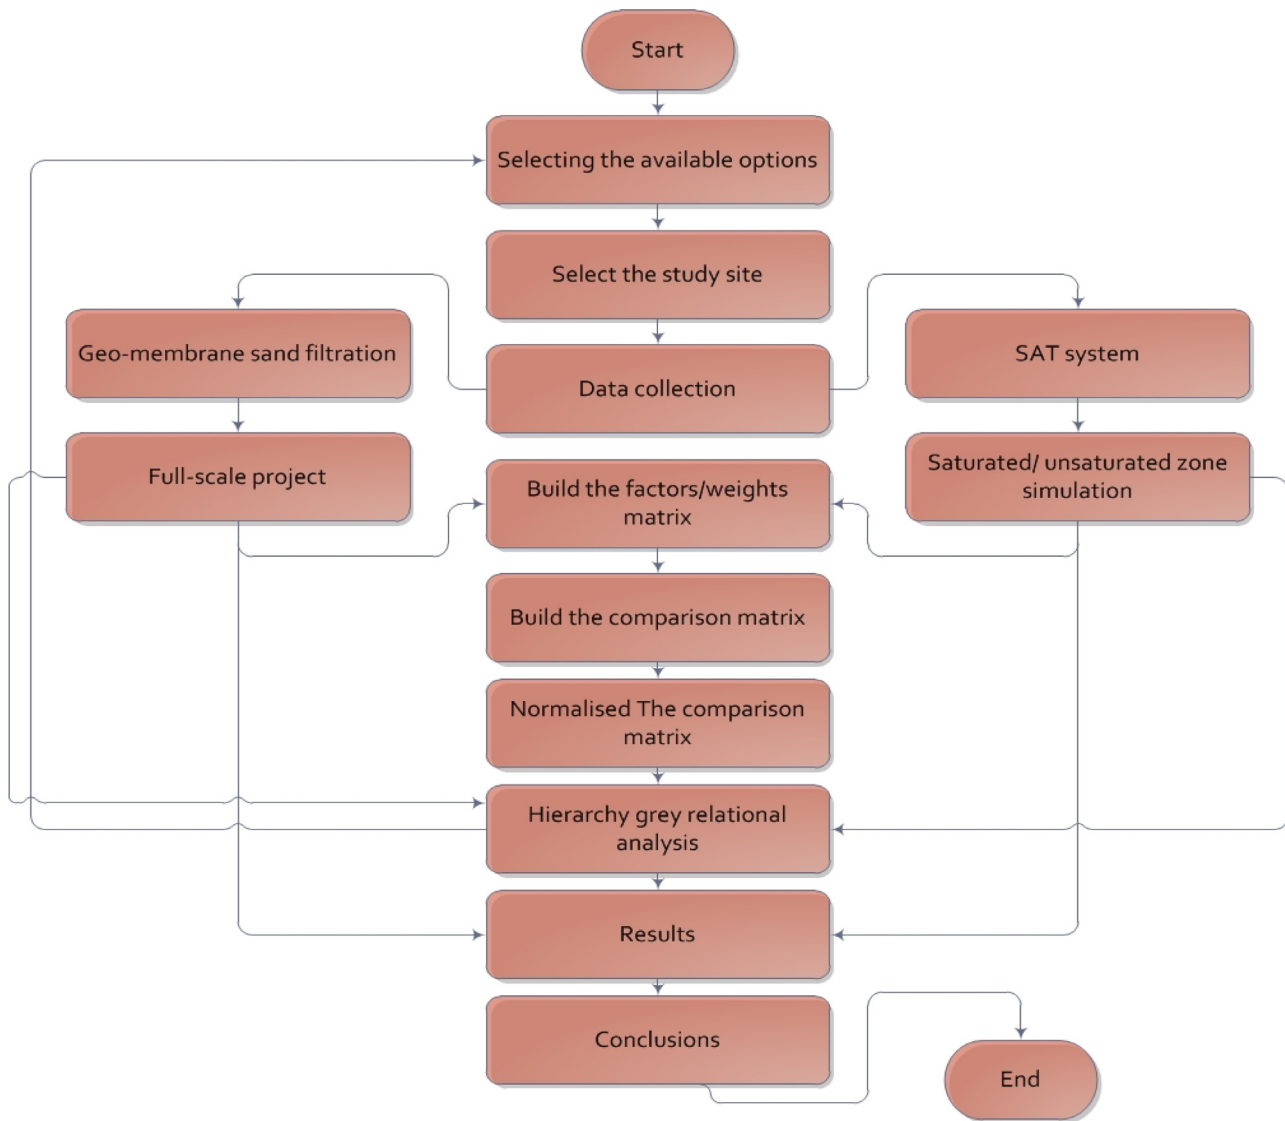 Start
Selecting the available options
Select the study site
Geo-membrane sand filtration
SAT system
Data collection
Full-scale project
Saturated/ unsaturated zone
simulation
Build the factors/weights
matrix
Build the comparison matrix
Normalised The comparison
matrix
Hierarchy grey relational
analysis
Results
Conclusions
End